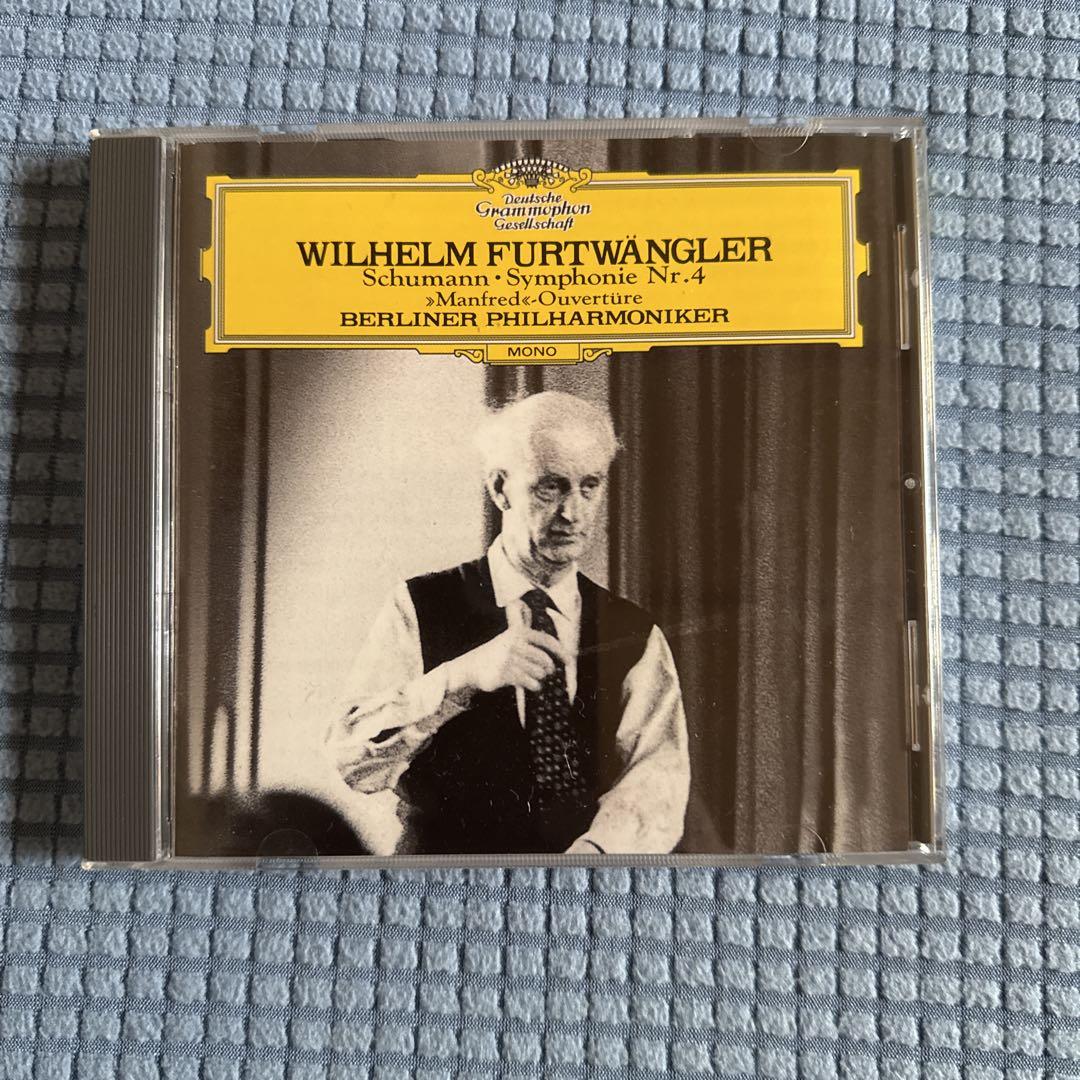 Deutsche
Grammophon
Gesellschaft
WILHELM FURTWÄNGLER
Schumann · Symphonie Nr.4
»Manfred«-Ouvertüre
BERLINER PHILHARMONIKER
MONO